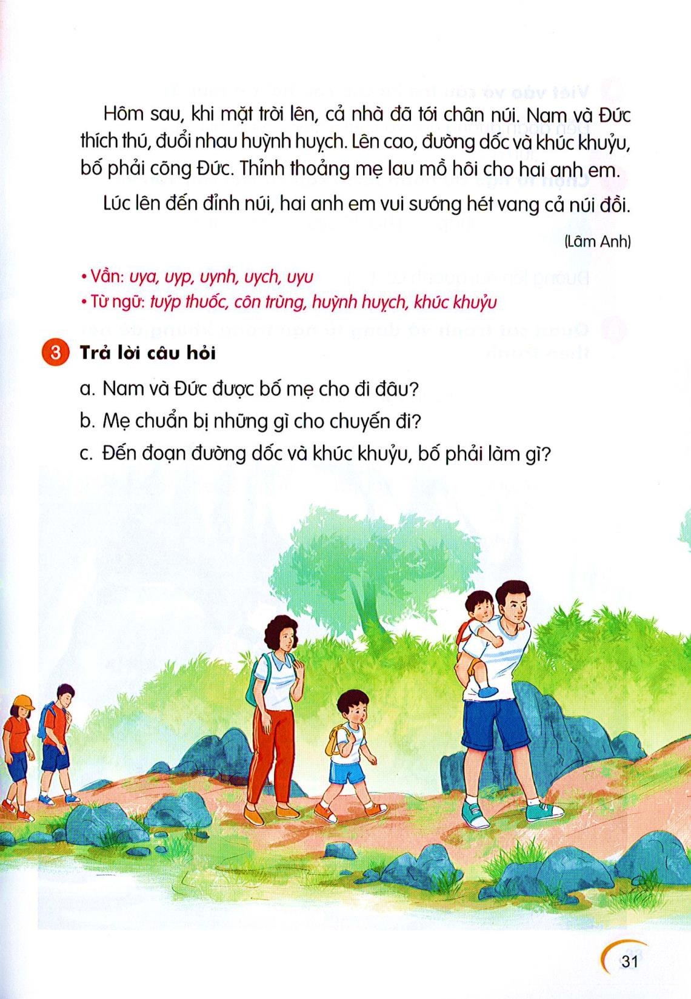 Hôm sau, khi mặt trời lên, cả nhà đã tới chân núi. Nam và Đức
thích thú, đuổi nhau huỳnh huỵch. Lên cao, đường dốc và khúc khuỷu,
bố phải cõng Đức. Thỉnh thoảng mẹ lau mồ hôi cho hai anh em.
Lúc lên đến đỉnh núi, hai anh em vui sướng hét vang cả núi đồi.
(Lâm Anh)
• Vần: uya, uyp, uynh, uych, uyu
• Từ ngữ: tuýp thuốc, côn trùng, huỳnh huỵch, khúc khuỷu
3 Trả lời câu hỏi
a. Nam và Đức được bố mẹ cho đi đâu?
b. Mẹ chuẩn bị những gì cho chuyến đi?
c. Đến đoạn đường dốc và khúc khuỷu, bố phải làm gì?
31